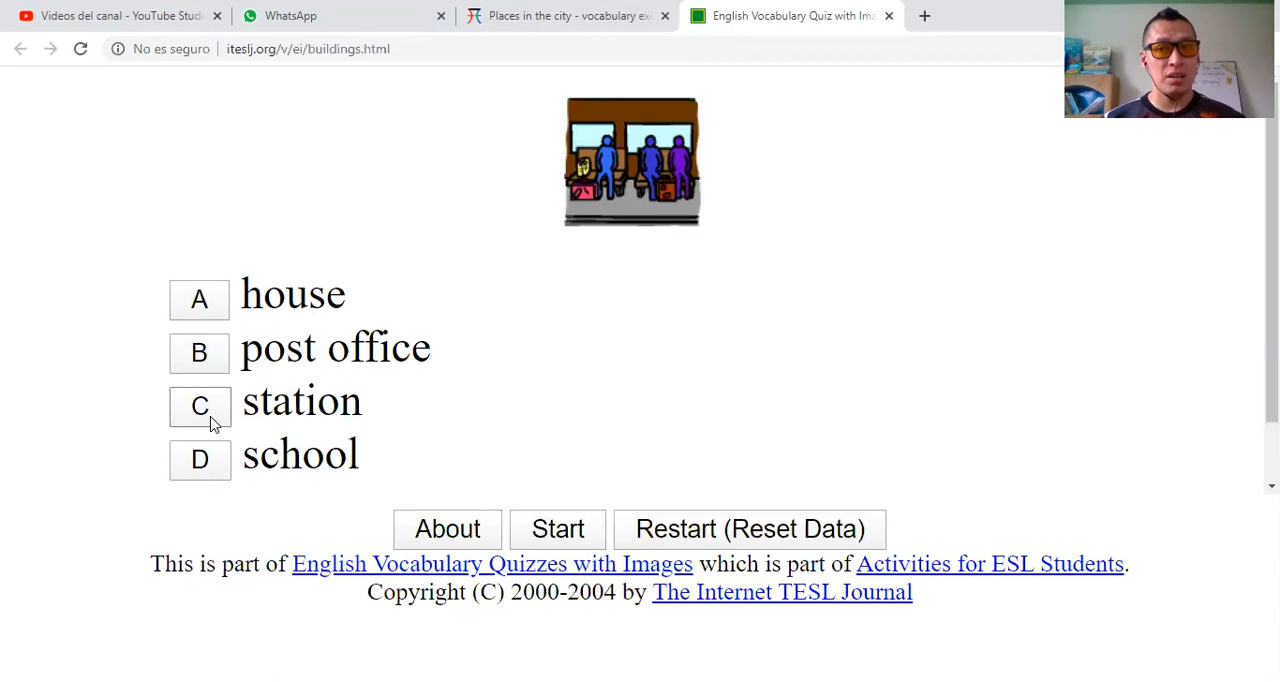 Videos del canal - YouTube Stud
WhatsApp
Places in the city - vocabulary exe
English Vocabulary Quiz with Ima
No es seguro
iteslj.org/v/ei/buildings.html
A house
B post office
C station
D school
About
Start
Restart (Reset Data)
This is part of English Vocabulary Quizzes with Images which is part of Activities for ESL Students.
Copyright (C) 2000-2004 by The Internet TESL Journal